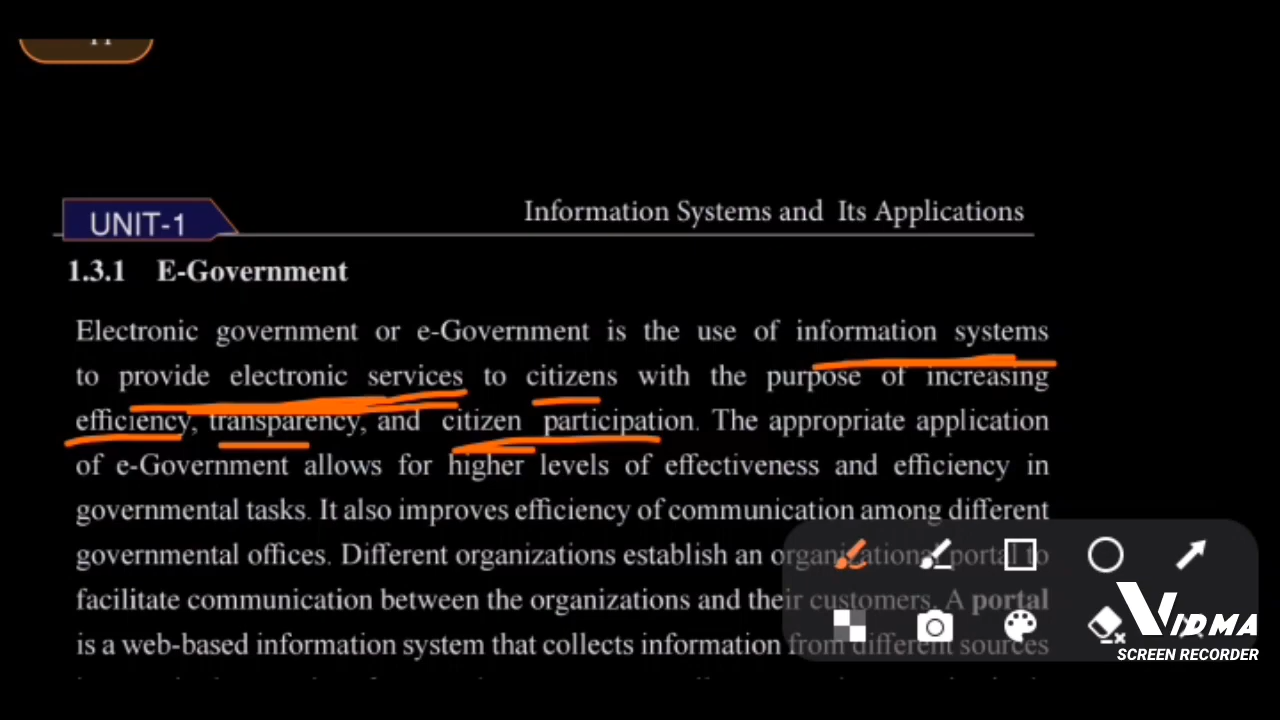 UNIT-1
Information Systems and Its Applications
1.3.1 E-Government
Electronic government or e-Government is the use of information systems
to provide electronic services to citizens with the purpose of increasing
efficiency, transparency, and citizen participation. The appropriate application
of e-Government allows for higher levels of effectiveness and efficiency in
governmental tasks. It also improves efficiency of communication among different
governmental offices. Different organizations establish an organizational portal to
facilitate communication between the organizations and their customers. A portal
is a web-based information system that collects information from different sources
VIDMA
SCREEN RECORDER